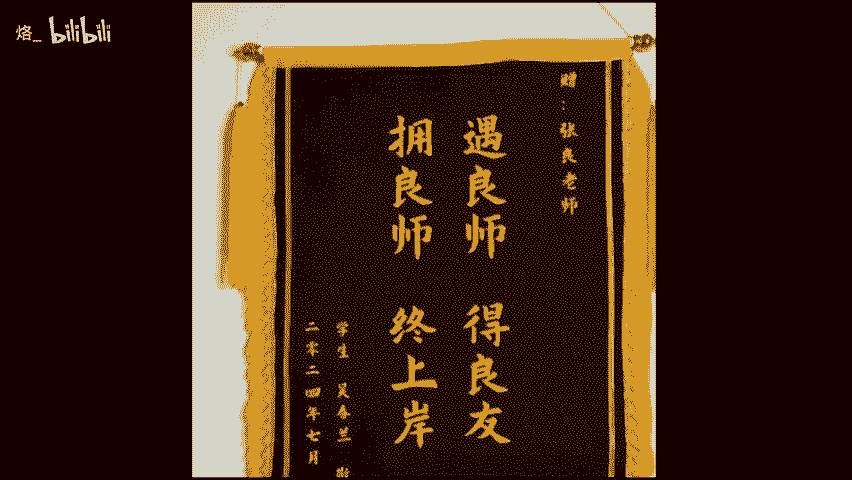 烙_ bilibili
赠：张良老师
遇良师 得良友
拥良师 终上岸
学生 吴春兰
二零二四年七月